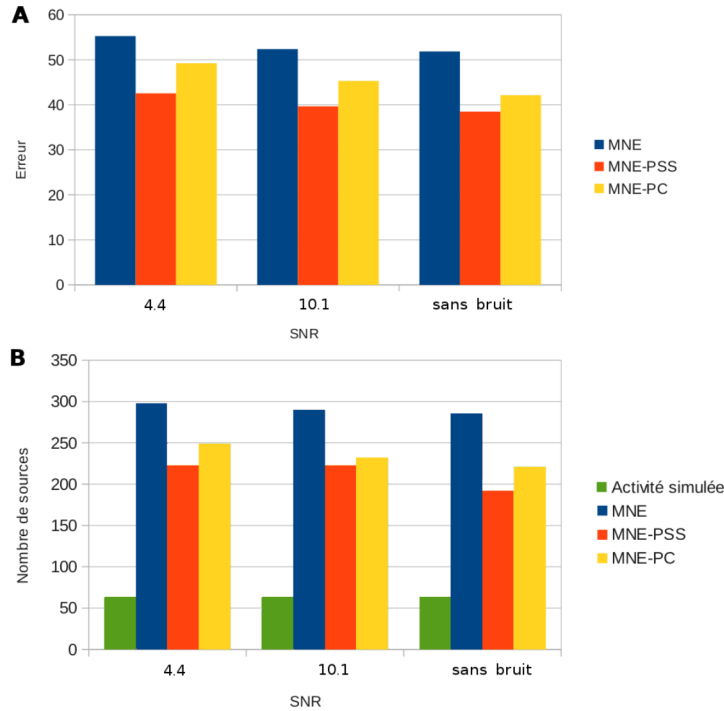 A
60
50
40
30
20
10
0
Erreur
4.4
10.1
sans bruit
SNR
MNE
MNE-PSS
MNE-PC
B
350
300
250
200
150
100
50
0
Nombre de sources
4.4
10.1
sans bruit
SNR
Activité simulée
MNE
MNE-PSS
MNE-PC